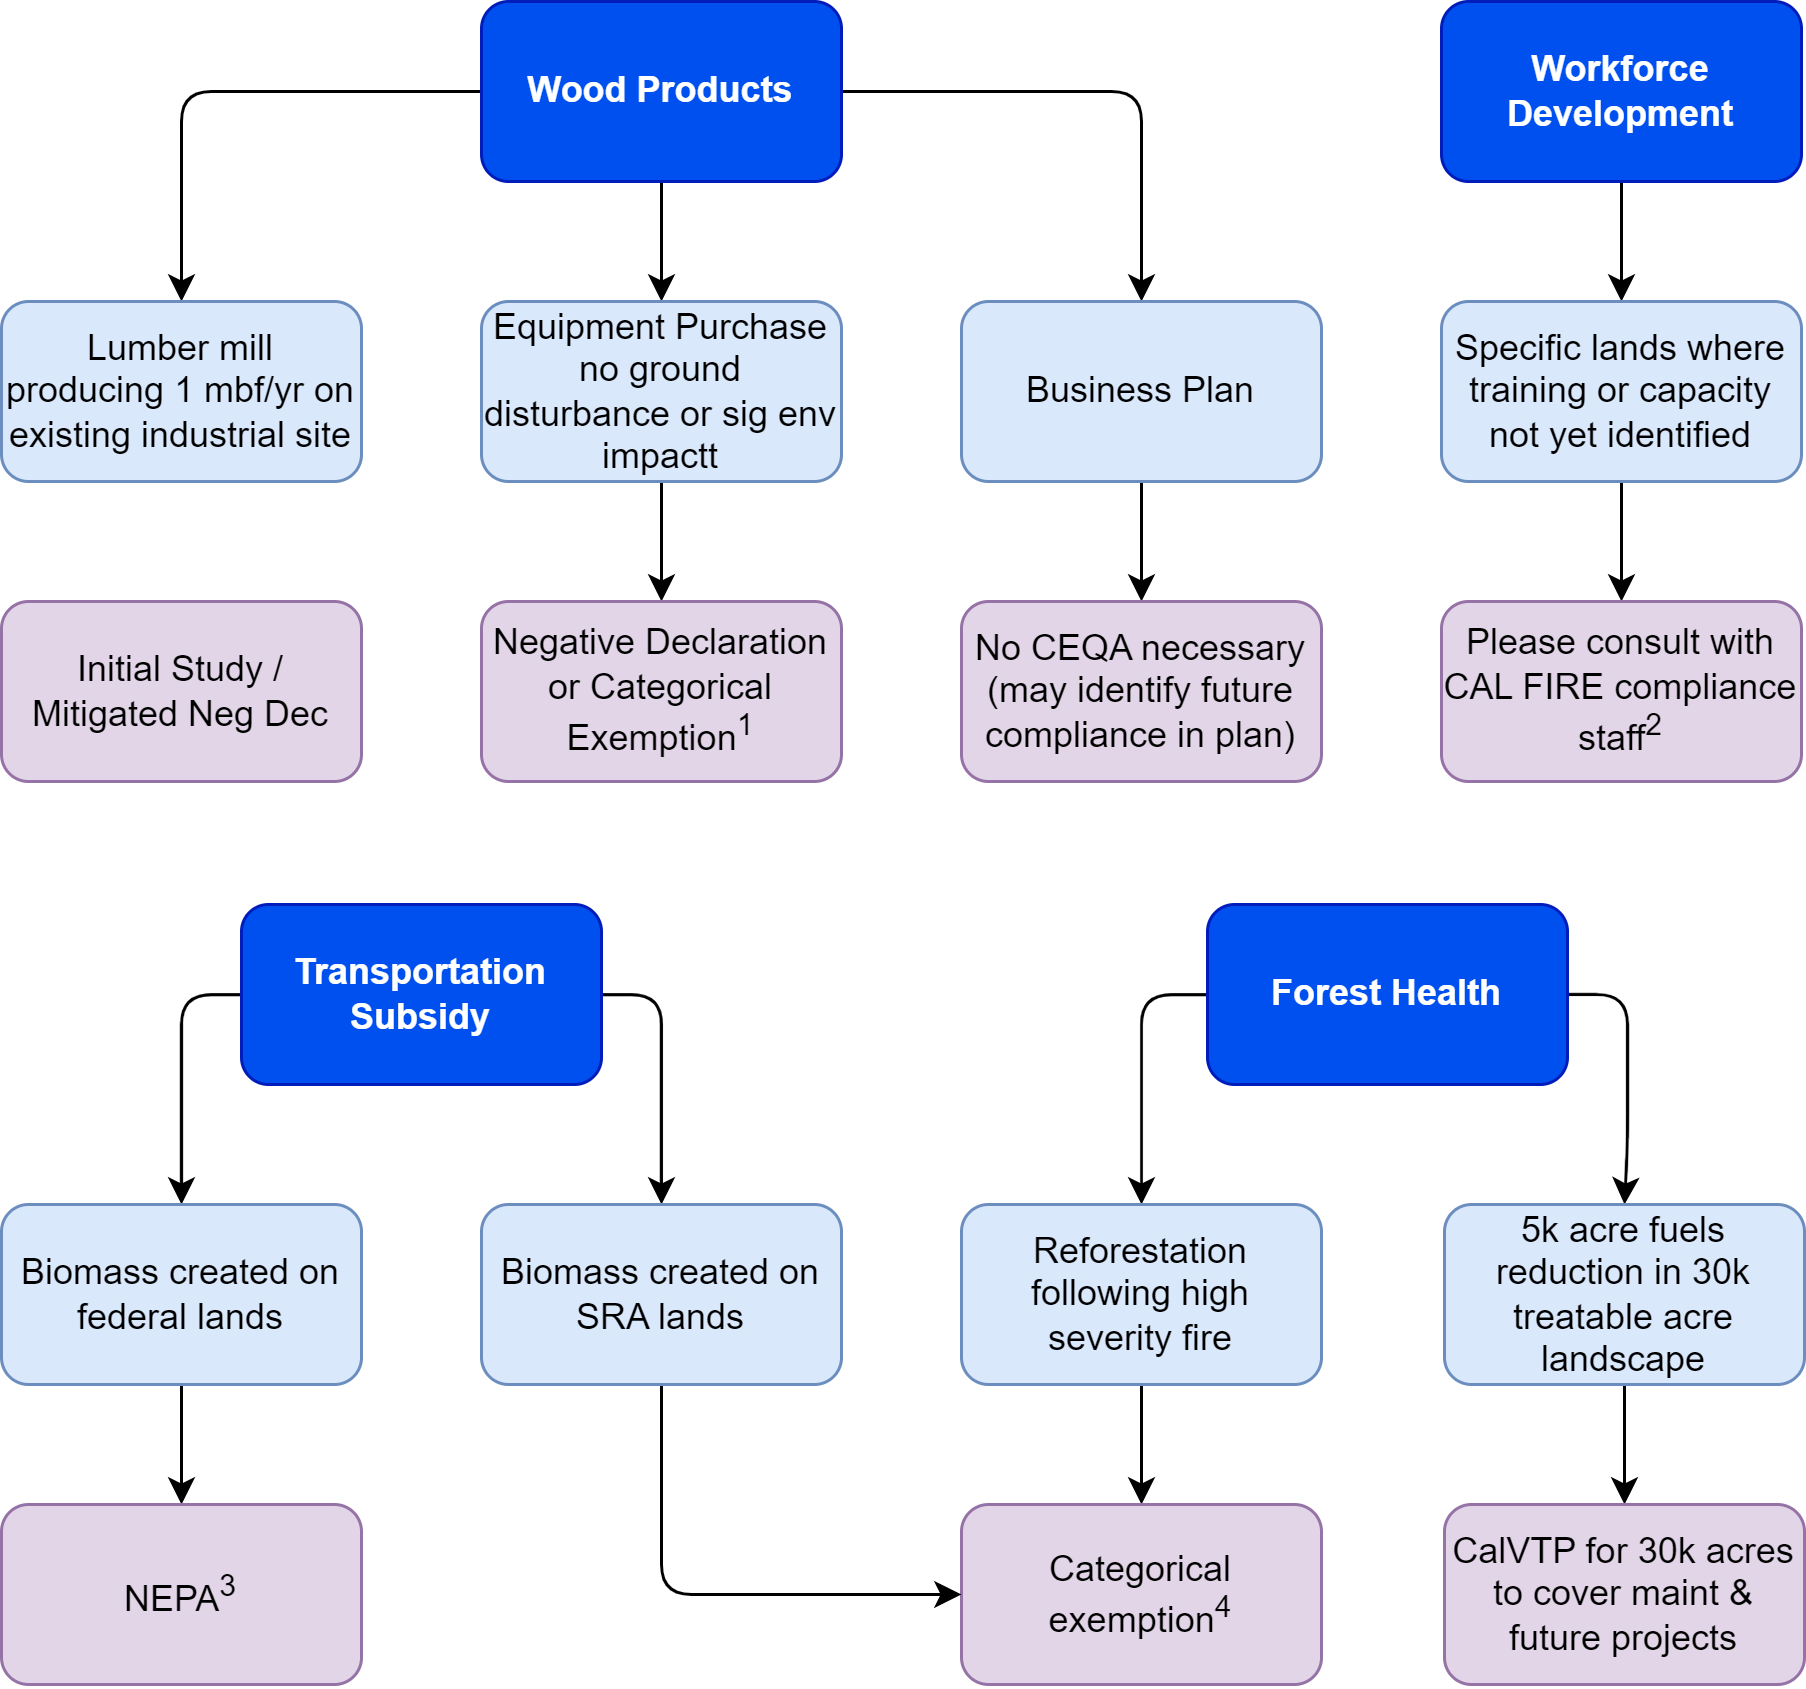 Wood Products
Workforce
Development
Lumber mill
producing 1 mbf/yr on
existing industrial site
Equipment Purchase
no ground
disturbance or sig env
impactt
Business Plan
Specific lands where
training or capacity
not yet identified
Initial Study /
Mitigated Neg Dec
Negative Declaration
or Categorical
Exemption1
No CEQA necessary
(may identify future
compliance in plan)
Please consult with
CAL FIRE compliance
staff2
Transportation
Subsidy
Forest Health
Biomass created on
federal lands
Biomass created on
SRA lands
Reforestation
following high
severity fire
5k acre fuels
reduction in 30k
treatable acre
landscape
NEPA3
Categorical
exemption4
CalVTP for 30k acres
to cover maint &
future projects